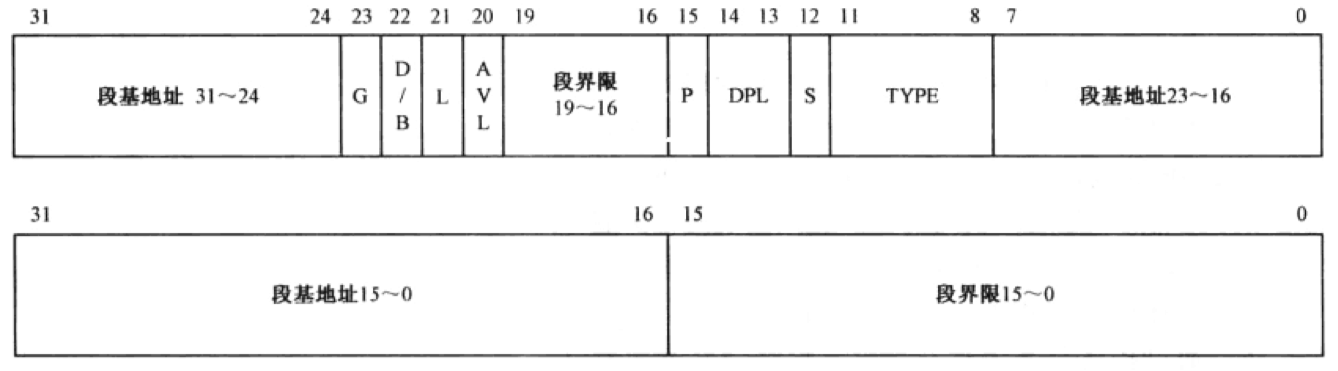 31 24 23 22 21 20 19 16 15 14 13 12 11 8 7 0
段基地址 31～24 G D/B L AVL 段界限 19～16 P DPL S TYPE 段基地址23～16
31 16 15 0
段基地址15～0 段界限15～0